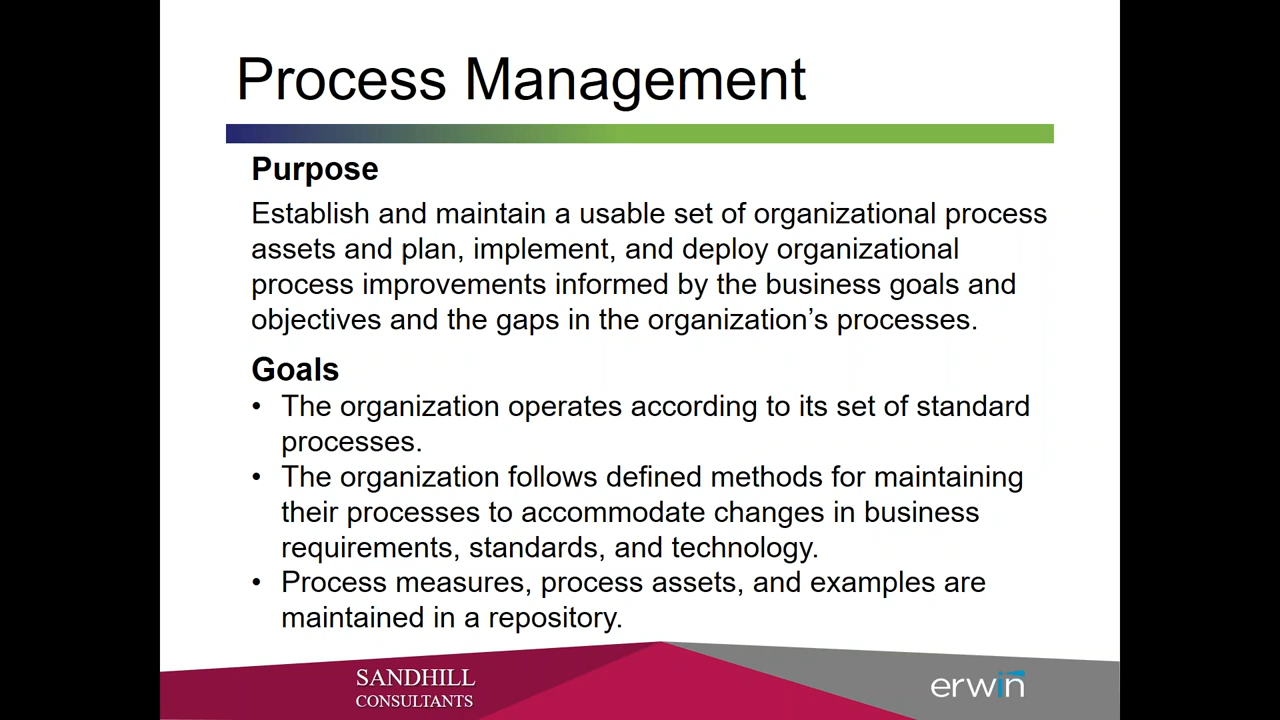 Process Management
Purpose
Establish and maintain a usable set of organizational process
assets and plan, implement, and deploy organizational
process improvements informed by the business goals and
objectives and the gaps in the organization’s processes.
Goals
• The organization operates according to its set of standard
processes.
• The organization follows defined methods for maintaining
their processes to accommodate changes in business
requirements, standards, and technology.
• Process measures, process assets, and examples are
maintained in a repository.
SANDHILL
CONSULTANTS
erwin